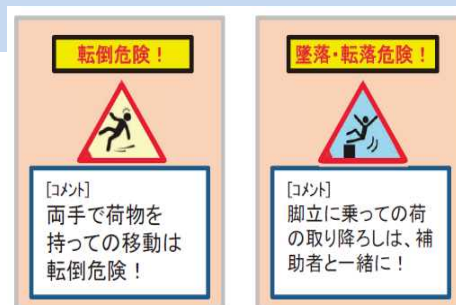 転倒危険！
[コメント]
両手で荷物を
持っての移動は
転倒危険！
墜落・転落危険！
[コメント]
脚立に乗っての荷
の取り降ろしは、補
助者と一緒に！